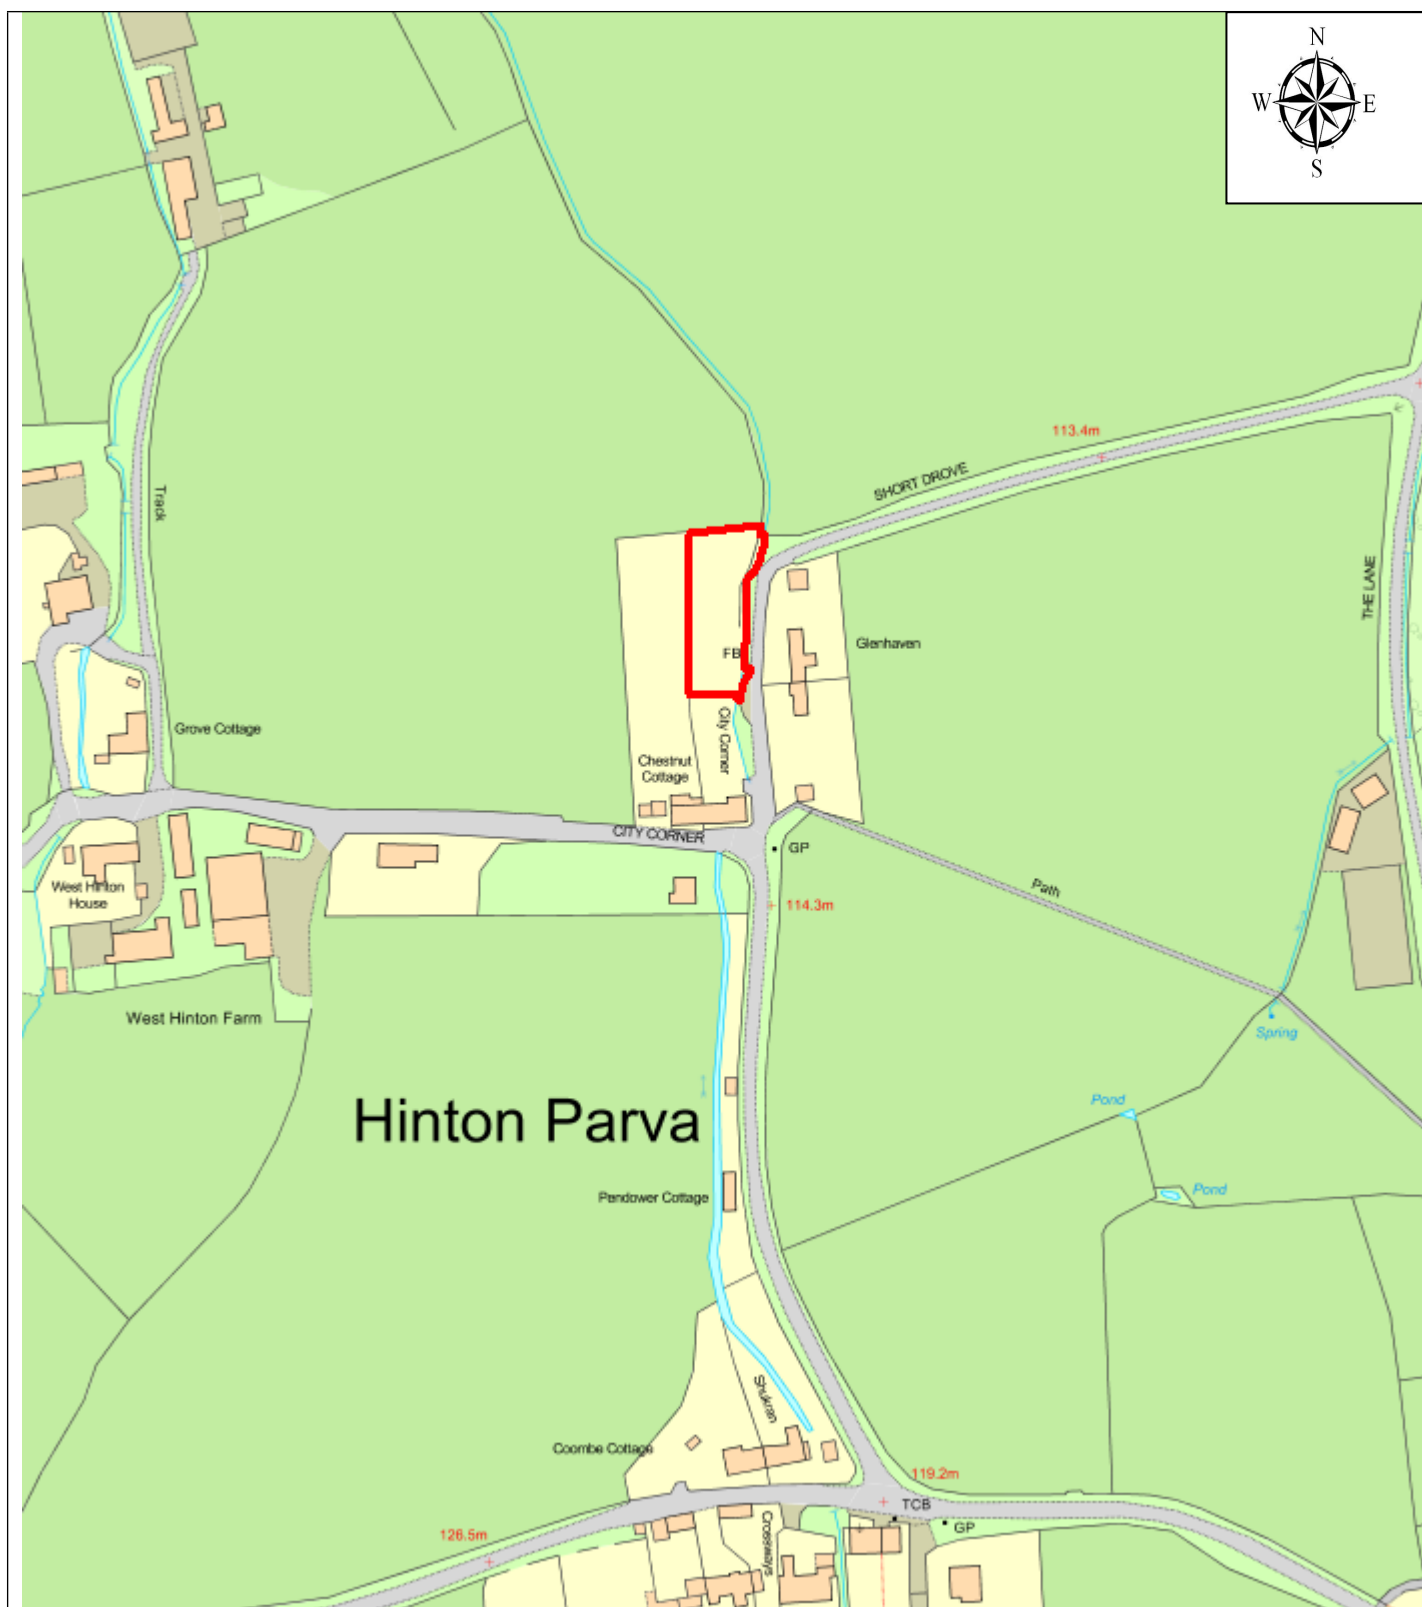 N
W E
S
113.4m
SHORT DROVE
Track
THE LANE
FB
Glenhaven
City Corner
Grove Cottage
Chestnut
Cottage
CITY CORNER
GP
West Hinton
House
Path
114.3m
West Hinton Farm
Spring
Hinton Parva
Pond
Pond
Pendower Cottage
Shukran
Coombe Cottage
119.2m
TCB
126.5m
GP
Crossways